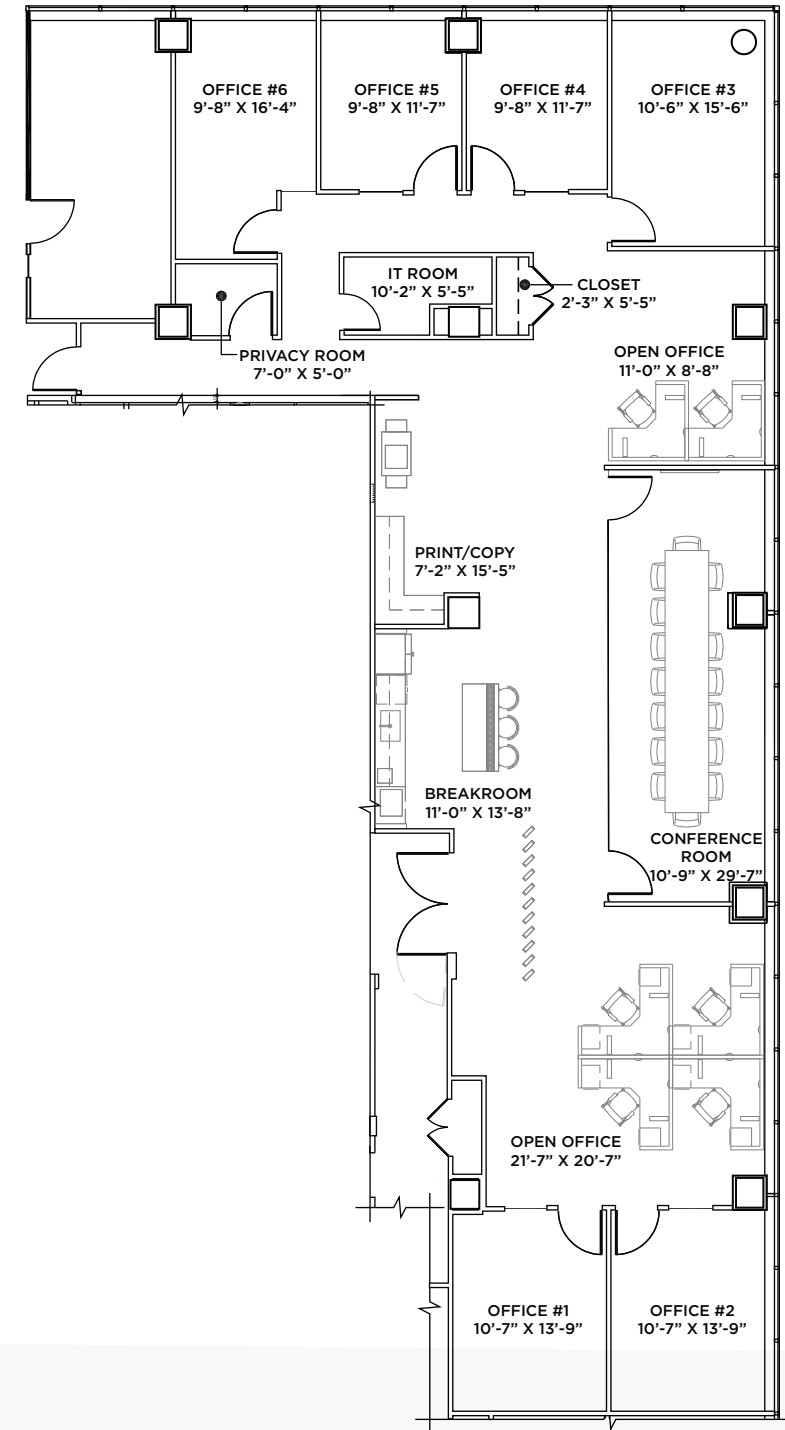 OFFICE #6
9’-8” X 16’-4”
OFFICE #5
9’-8” X 11’-7”
OFFICE #4
9’-8” X 11’-7”
OFFICE #3
10’-6” X 15’-6”
IT ROOM
10’-2” X 5’-5”
CLOSET
2’-3” X 5’-5”
PRIVACY ROOM
7’-0” X 5’-0”
OPEN OFFICE
11’-0” X 8’-8”
PRINT/COPY
7’-2” X 15’-5”
BREAKROOM
11’-0” X 13’-8”
CONFERENCE
ROOM
10’-9” X 29’-7”
OPEN OFFICE
21’-7” X 20’-7”
OFFICE #1
10’-7” X 13’-9”
OFFICE #2
10’-7” X 13’-9”